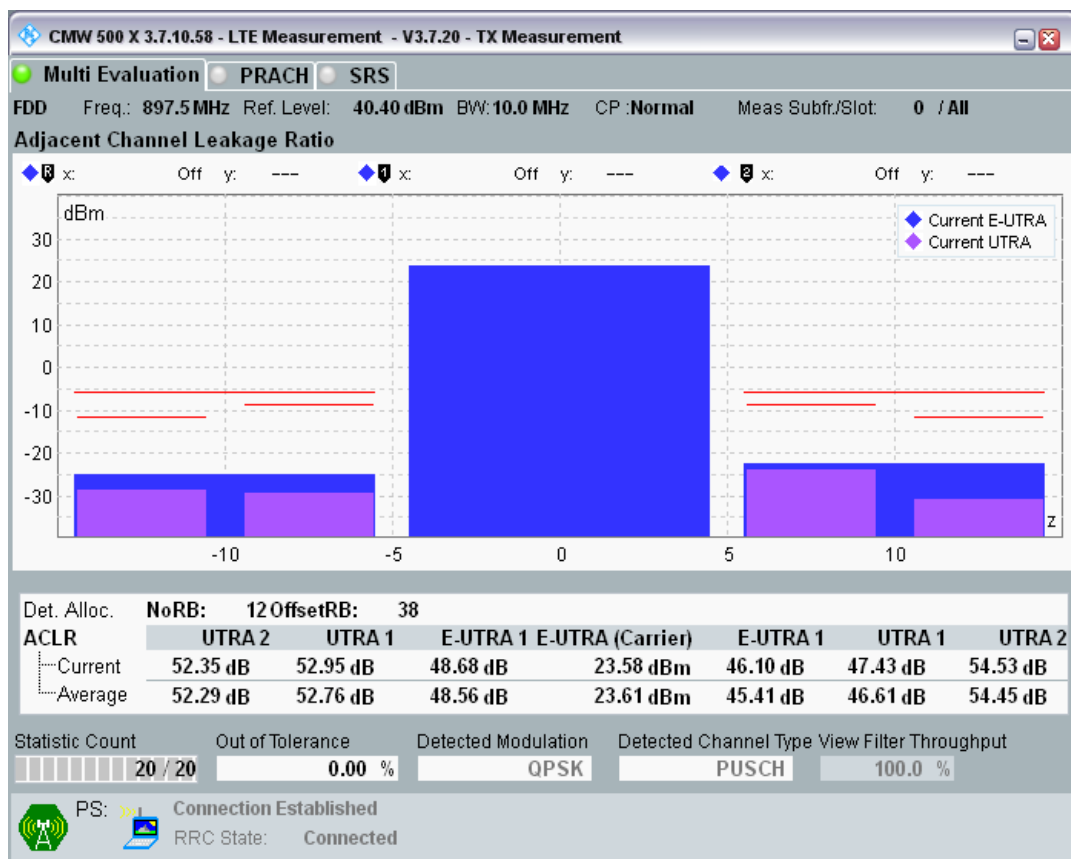 CMW 500 X 3.7.10.58 - LTE Measurement - V3.7.20 - TX Measurement
Multi Evaluation PRACH SRS
FDD Freq.: 897.5 MHz Ref. Level: 40.40 dBm BW: 10.0 MHz CP :Normal Meas Subfr./Slot: 0 / All
Adjacent Channel Leakage Ratio
R x: Off y: --- 1 x: Off y: --- 2 x: Off y: ---
dBm
Current E-UTRA
Current UTRA
30
20
10
0
-10
-20
-30
z
-10 -5 0 5 10
Det. Alloc. NoRB: 12 OffsetRB: 38
ACLR UTRA 2 UTRA 1 E-UTRA 1 E-UTRA (Carrier) E-UTRA 1 UTRA 1 UTRA 2
Current 52.35 dB 52.95 dB 48.68 dB 23.58 dBm 46.10 dB 47.43 dB 54.53 dB
Average 52.29 dB 52.76 dB 48.56 dB 23.61 dBm 45.41 dB 46.61 dB 54.45 dB
Statistic Count Out of Tolerance Detected Modulation Detected Channel Type View Filter Throughput
20 / 20 0.00 % QPSK PUSCH 100.0 %
PS: Connection Established
RRC State: Connected